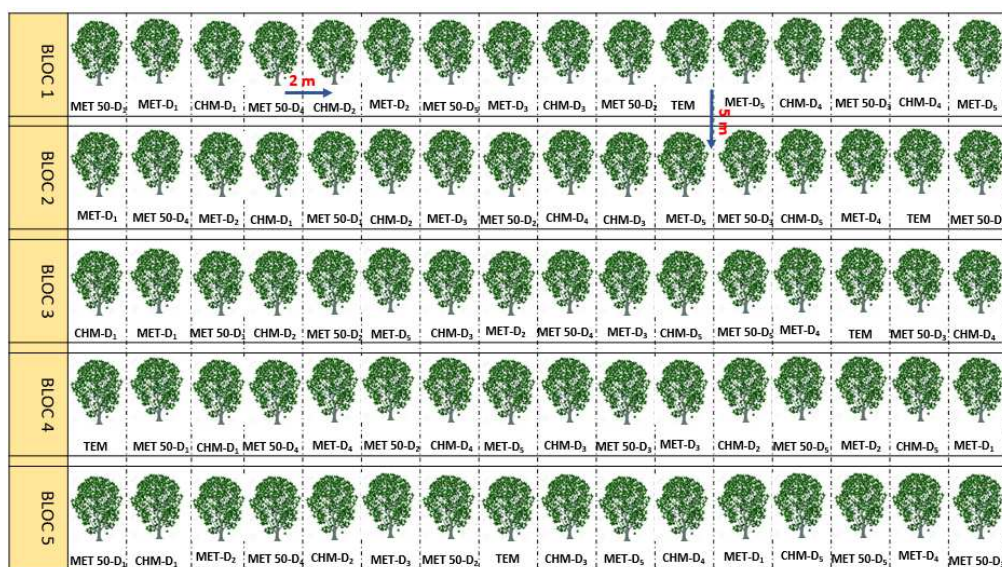 BLOC 1
2 m
5 m
MET 50-D₁ MET-D₁ CHM-D₁ MET 50-D₄ CHM-D₂ MET-D₂ MET 50-D₅ MET-D₃ CHM-D₃ MET 50-D₂ TEM MET-D₅ CHM-D₄ MET 50-D₃ CHM-D₄ MET-D₅
BLOC 2
MET-D₁ MET 50-D₄ MET-D₂ CHM-D₁ MET 50-D₁ CHM-D₂ MET-D₃ MET 50-D₂ CHM-D₄ CHM-D₃ MET-D₅ MET 50-D₃ CHM-D₅ MET-D₄ TEM MET 50-D
BLOC 3
CHM-D₁ MET-D₁ MET 50-D₁ CHM-D₂ MET 50-D₂ MET-D₅ CHM-D₃ MET-D₂ MET 50-D₄ MET-D₃ CHM-D₅ MET 50-D₅ MET-D₄ TEM MET 50-D₃ CHM-D₄
BLOC 4
TEM MET 50-D₁ CHM-D₁ MET 50-D₄ MET-D₄ MET 50-D₂ CHM-D₄ MET-D₅ CHM-D₃ MET 50-D₃ MET-D₃ CHM-D₂ MET 50-D₅ MET-D₂ CHM-D₅ MET-D₁
BLOC 5
MET 50-D₁ CHM-D₁ MET-D₂ MET 50-D₄ CHM-D₂ MET-D₃ MET 50-D₂ TEM CHM-D₃ MET-D₅ CHM-D₄ MET-D₁ CHM-D₅ MET 50-D₅ MET-D₄ MET 50-D